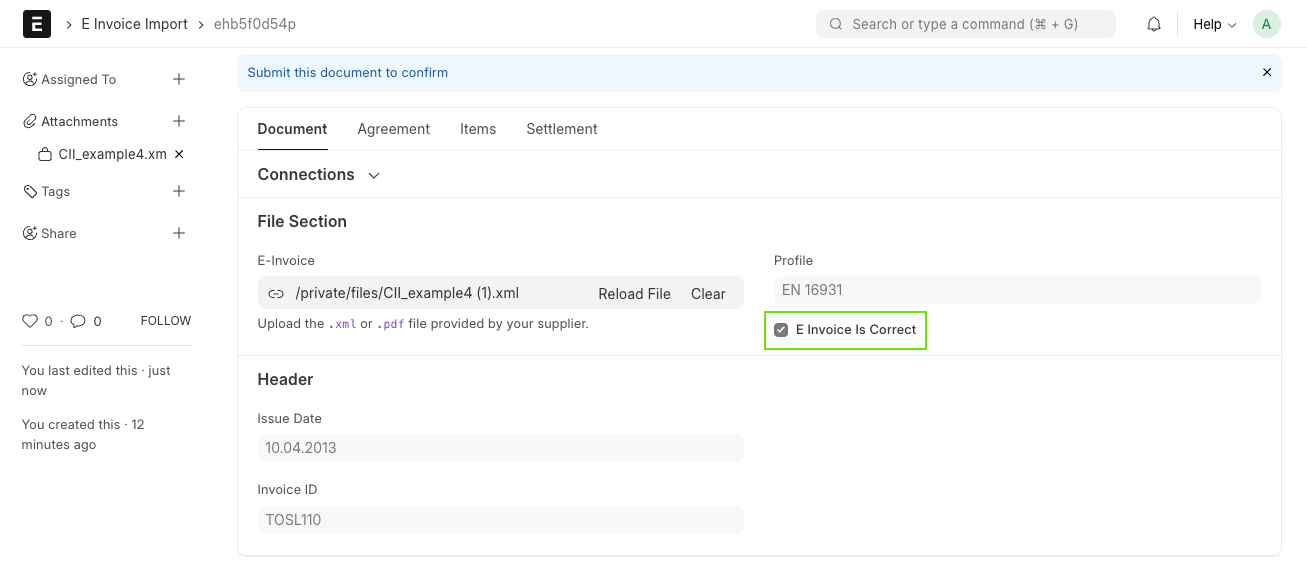 E Invoice Import
ehb5f0d54p
Search or type a command (⌘ + G)
Help
A
Assigned To
Attachments
CII_example4.xm
Tags
Share
0 · 0 FOLLOW
You last edited this · just
now
You created this · 12
minutes ago
Submit this document to confirm
Document Agreement Items Settlement
Connections
File Section
E-Invoice
/private/files/CII_example4 (1).xml Reload File Clear
Upload the .xml or .pdf file provided by your supplier.
Profile
EN 16931
E Invoice Is Correct
Header
Issue Date
10.04.2013
Invoice ID
TOSL110